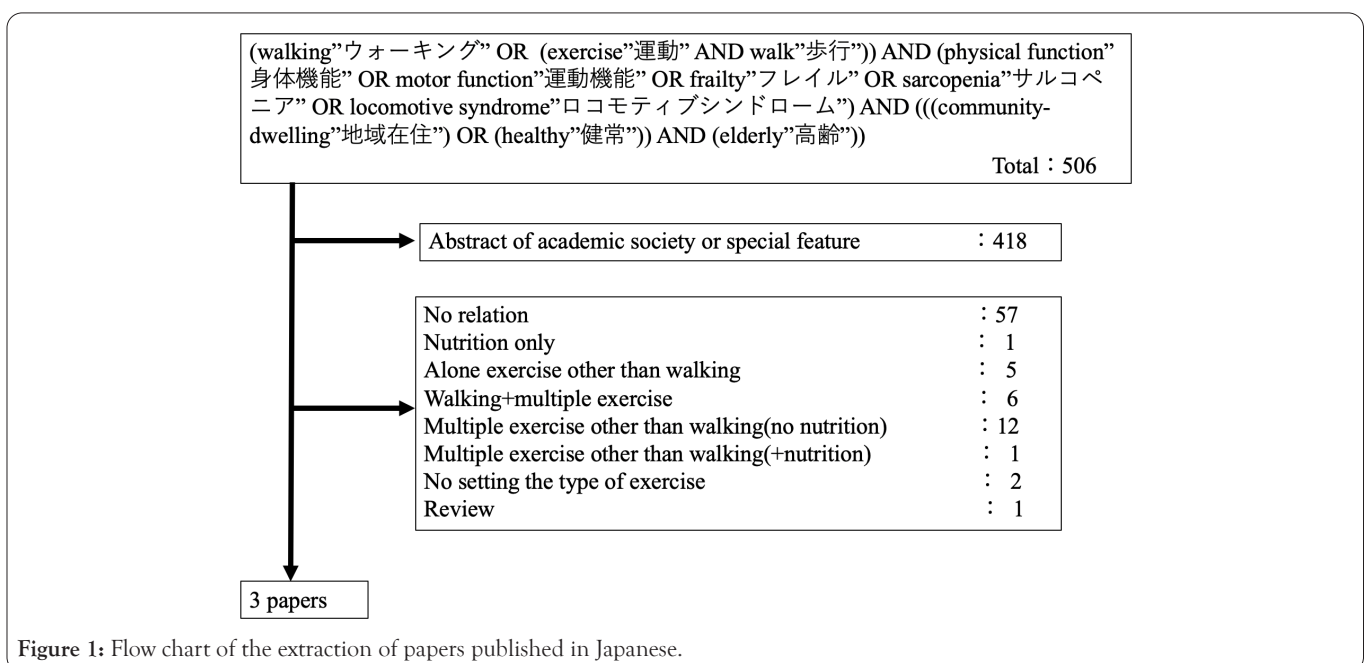 (walking”ウォーキング” OR (exercise”運動” AND walk”歩行”)) AND (physical function”
身体機能” OR motor function”運動機能” OR frailty”フレイル” OR sarcopenia”サルコペ
ニア” OR locomotive syndrome”ロコモティブシンドローム”) AND (((community-
dwelling”地域在住”) OR (healthy”健常”)) AND (elderly”高齢”))
Total：506
Abstract of academic society or special feature ：418
No relation ：57
Nutrition only ： 1
Alone exercise other than walking ： 5
Walking+multiple exercise ： 6
Multiple exercise other than walking(no nutrition) ：12
Multiple exercise other than walking(+nutrition) ： 1
No setting the type of exercise ： 2
Review ： 1
3 papers
Figure 1: Flow chart of the extraction of papers published in Japanese.